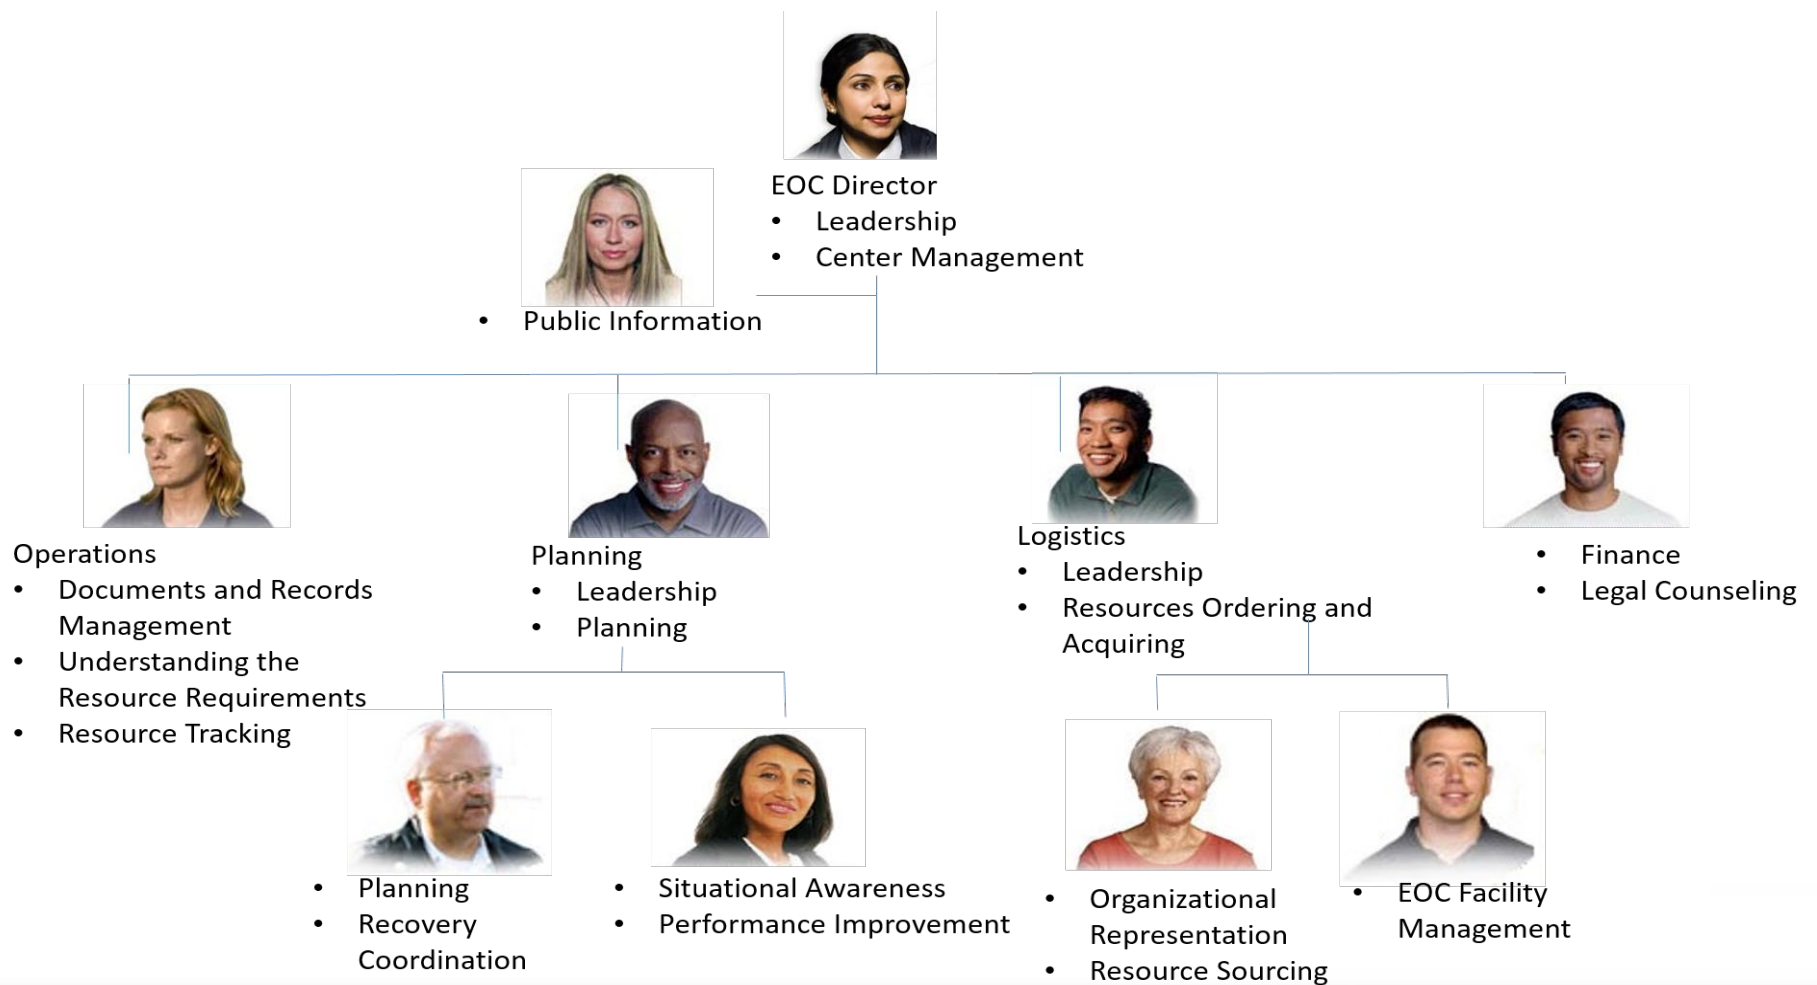 EOC Director
• Leadership
• Center Management
• Public Information
Operations
• Documents and Records
Management
• Understanding the
Resource Requirements
• Resource Tracking
Planning
• Leadership
• Planning
Logistics
• Leadership
• Resources Ordering and
Acquiring
• Finance
• Legal Counseling
• Planning
• Recovery
Coordination
• Situational Awareness
• Performance Improvement
• Organizational
Representation
• Resource Sourcing
• EOC Facility
Management